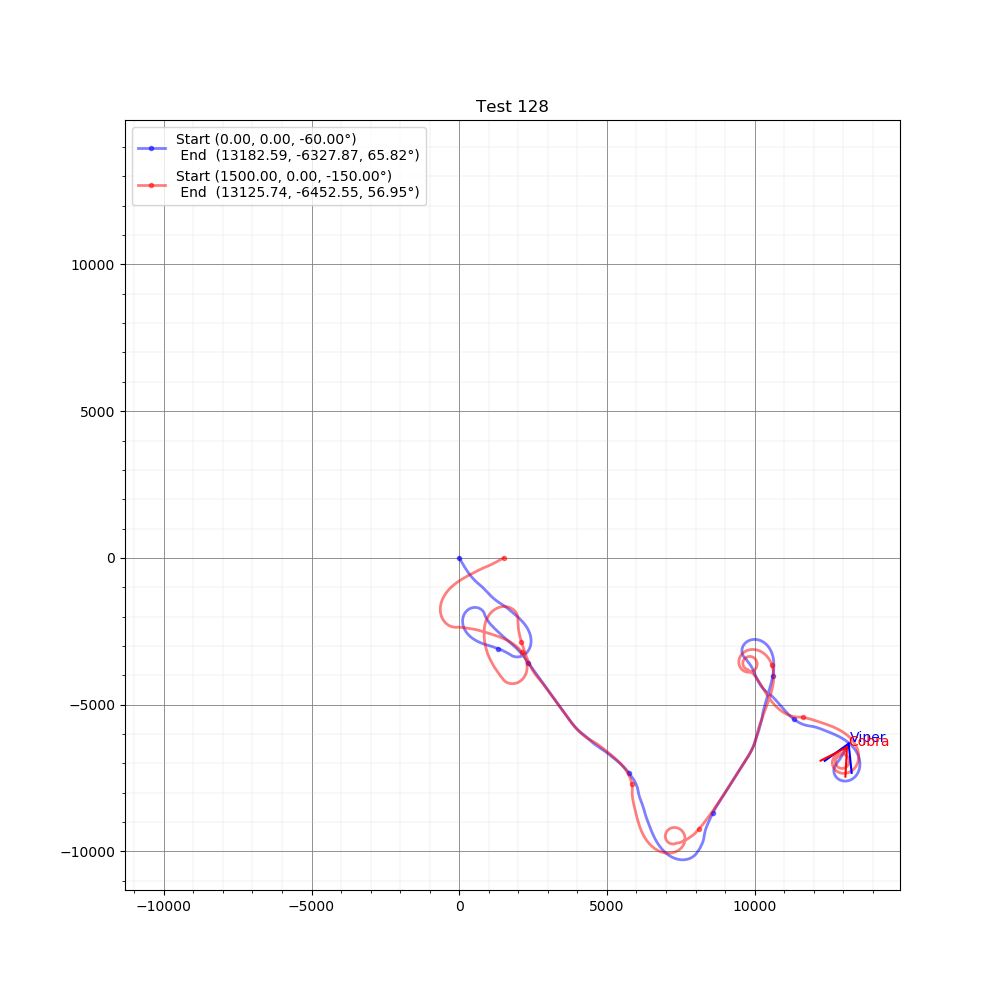 Test 128
Start (0.00, 0.00, -60.00°)
End (13182.59, -6327.87, 65.82°)
Start (1500.00, 0.00, -150.00°)
End (13125.74, -6452.55, 56.95°)
10000
5000
0
−5000
−10000
Viper
Cobra
−10000 −5000 0 5000 10000